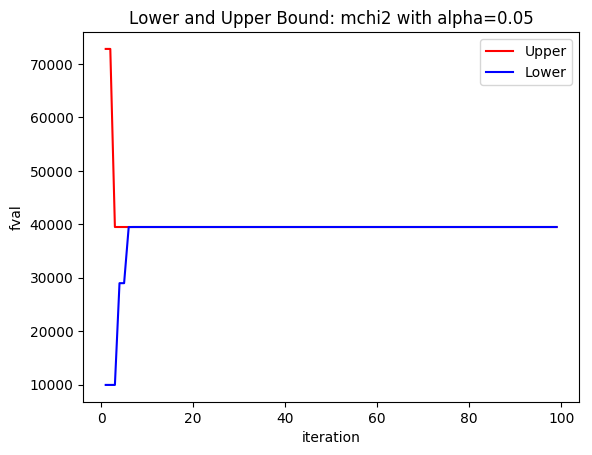 Lower and Upper Bound: mchi2 with alpha=0.05
Upper
Lower
70000
60000
50000
40000
30000
20000
10000
fval
0 20 40 60 80 100
iteration